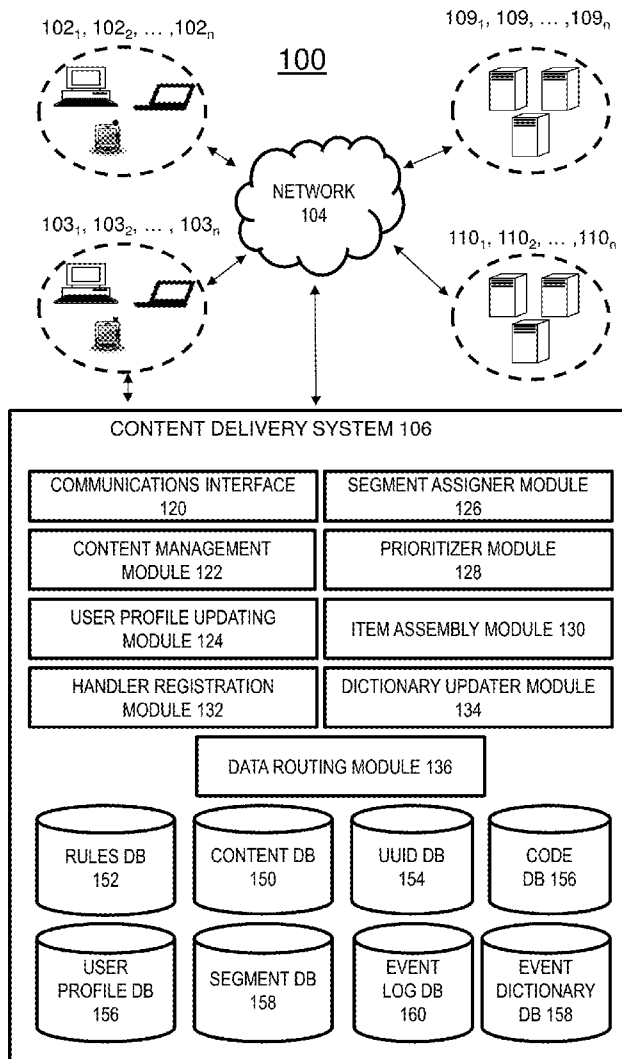 102₁, 102₂, ... ,102ₙ
109₁, 109, ... ,109ₙ
100
NETWORK
104
103₁, 103₂, ... ,103ₙ
110₁, 110₂, ... ,110ₙ
CONTENT DELIVERY SYSTEM 106
COMMUNICATIONS INTERFACE
120
SEGMENT ASSIGNER MODULE
126
CONTENT MANAGEMENT
MODULE 122
PRIORITIZER MODULE
128
USER PROFILE UPDATING
MODULE 124
ITEM ASSEMBLY MODULE 130
HANDLER REGISTRATION
MODULE 132
DICTIONARY UPDATER MODULE
134
DATA ROUTING MODULE 136
RULES DB
152
CONTENT DB
150
UUID DB
154
CODE
DB 156
USER
PROFILE DB
156
SEGMENT DB
158
EVENT
LOG DB
160
EVENT
DICTIONARY
DB 158